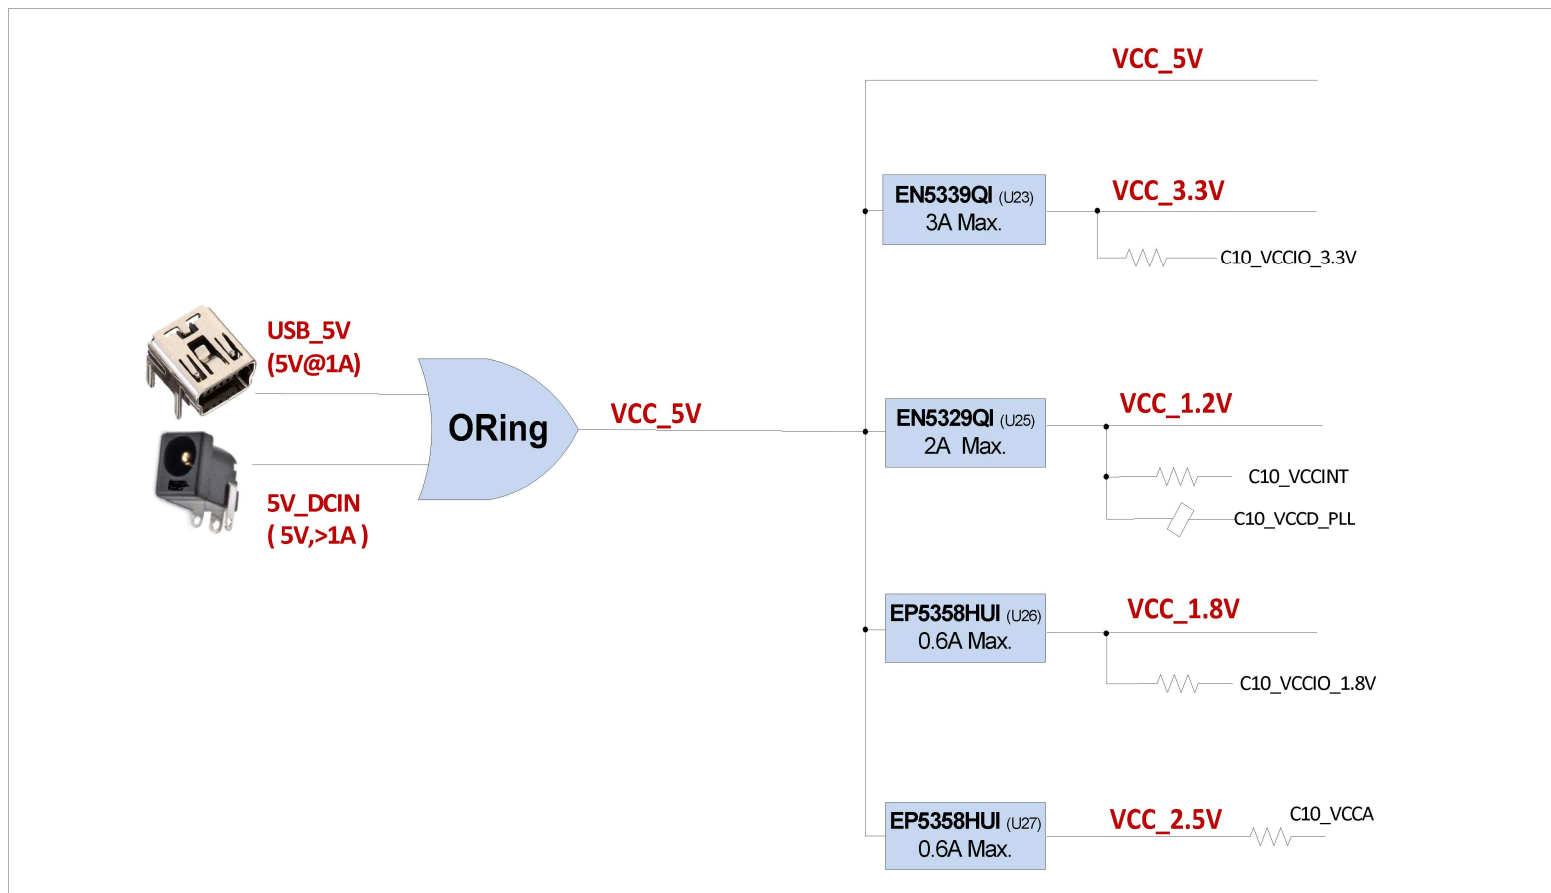 VCC_5V
EN5339QI (U23)
3A Max.
VCC_3.3V
C10_VCCIO_3.3V
USB_5V
(5V@1A)
ORing
VCC_5V
5V_DCIN
( 5V,>1A )
EN5329QI (U25)
2A  Max.
VCC_1.2V
C10_VCCINT
C10_VCCD_PLL
EP5358HUI (U26)
0.6A Max.
VCC_1.8V
C10_VCCIO_1.8V
EP5358HUI (U27)
0.6A Max.
VCC_2.5V
C10_VCCA